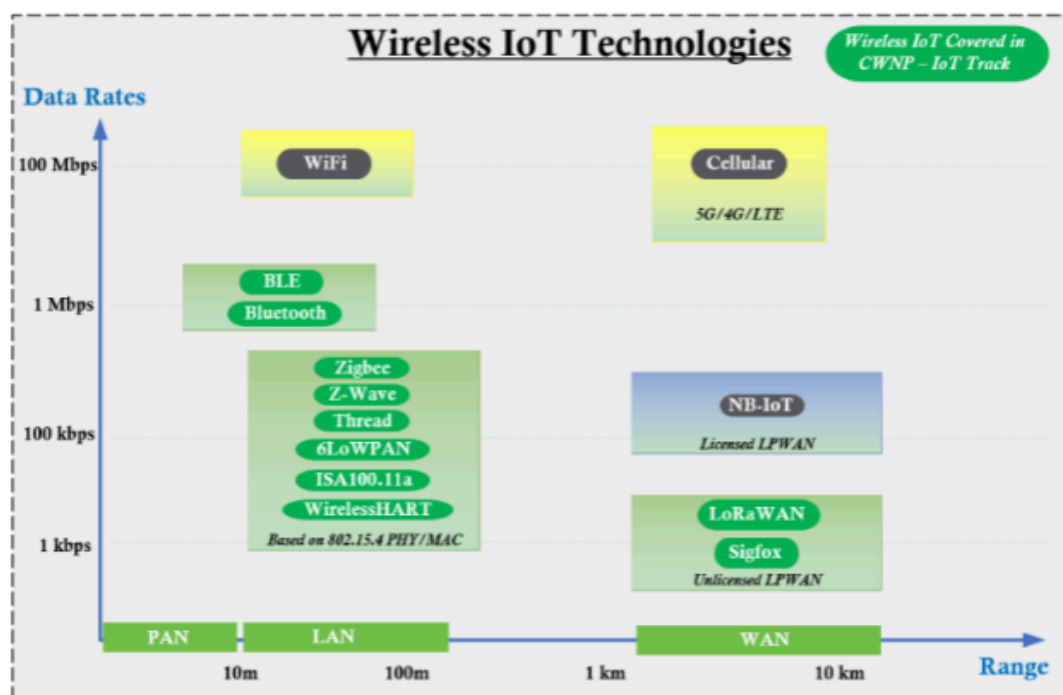 Wireless IoT Technologies
Wireless IoT Covered in
CWNP – IoT Track
Data Rates
100 Mbps
WiFi
Cellular
5G/4G/LTE
BLE
1 Mbps
Bluetooth
Zigbee
Z-Wave
Thread
NB-IoT
100 kbps
Licensed LPWAN
6LoWPAN
ISA100.11a
WirelessHART
LoRaWAN
Based on 802.15.4 PHY/MAC
1 kbps
Sigfox
Unlicensed LPWAN
PAN
LAN
WAN
10m
100m
1 km
10 km
Range